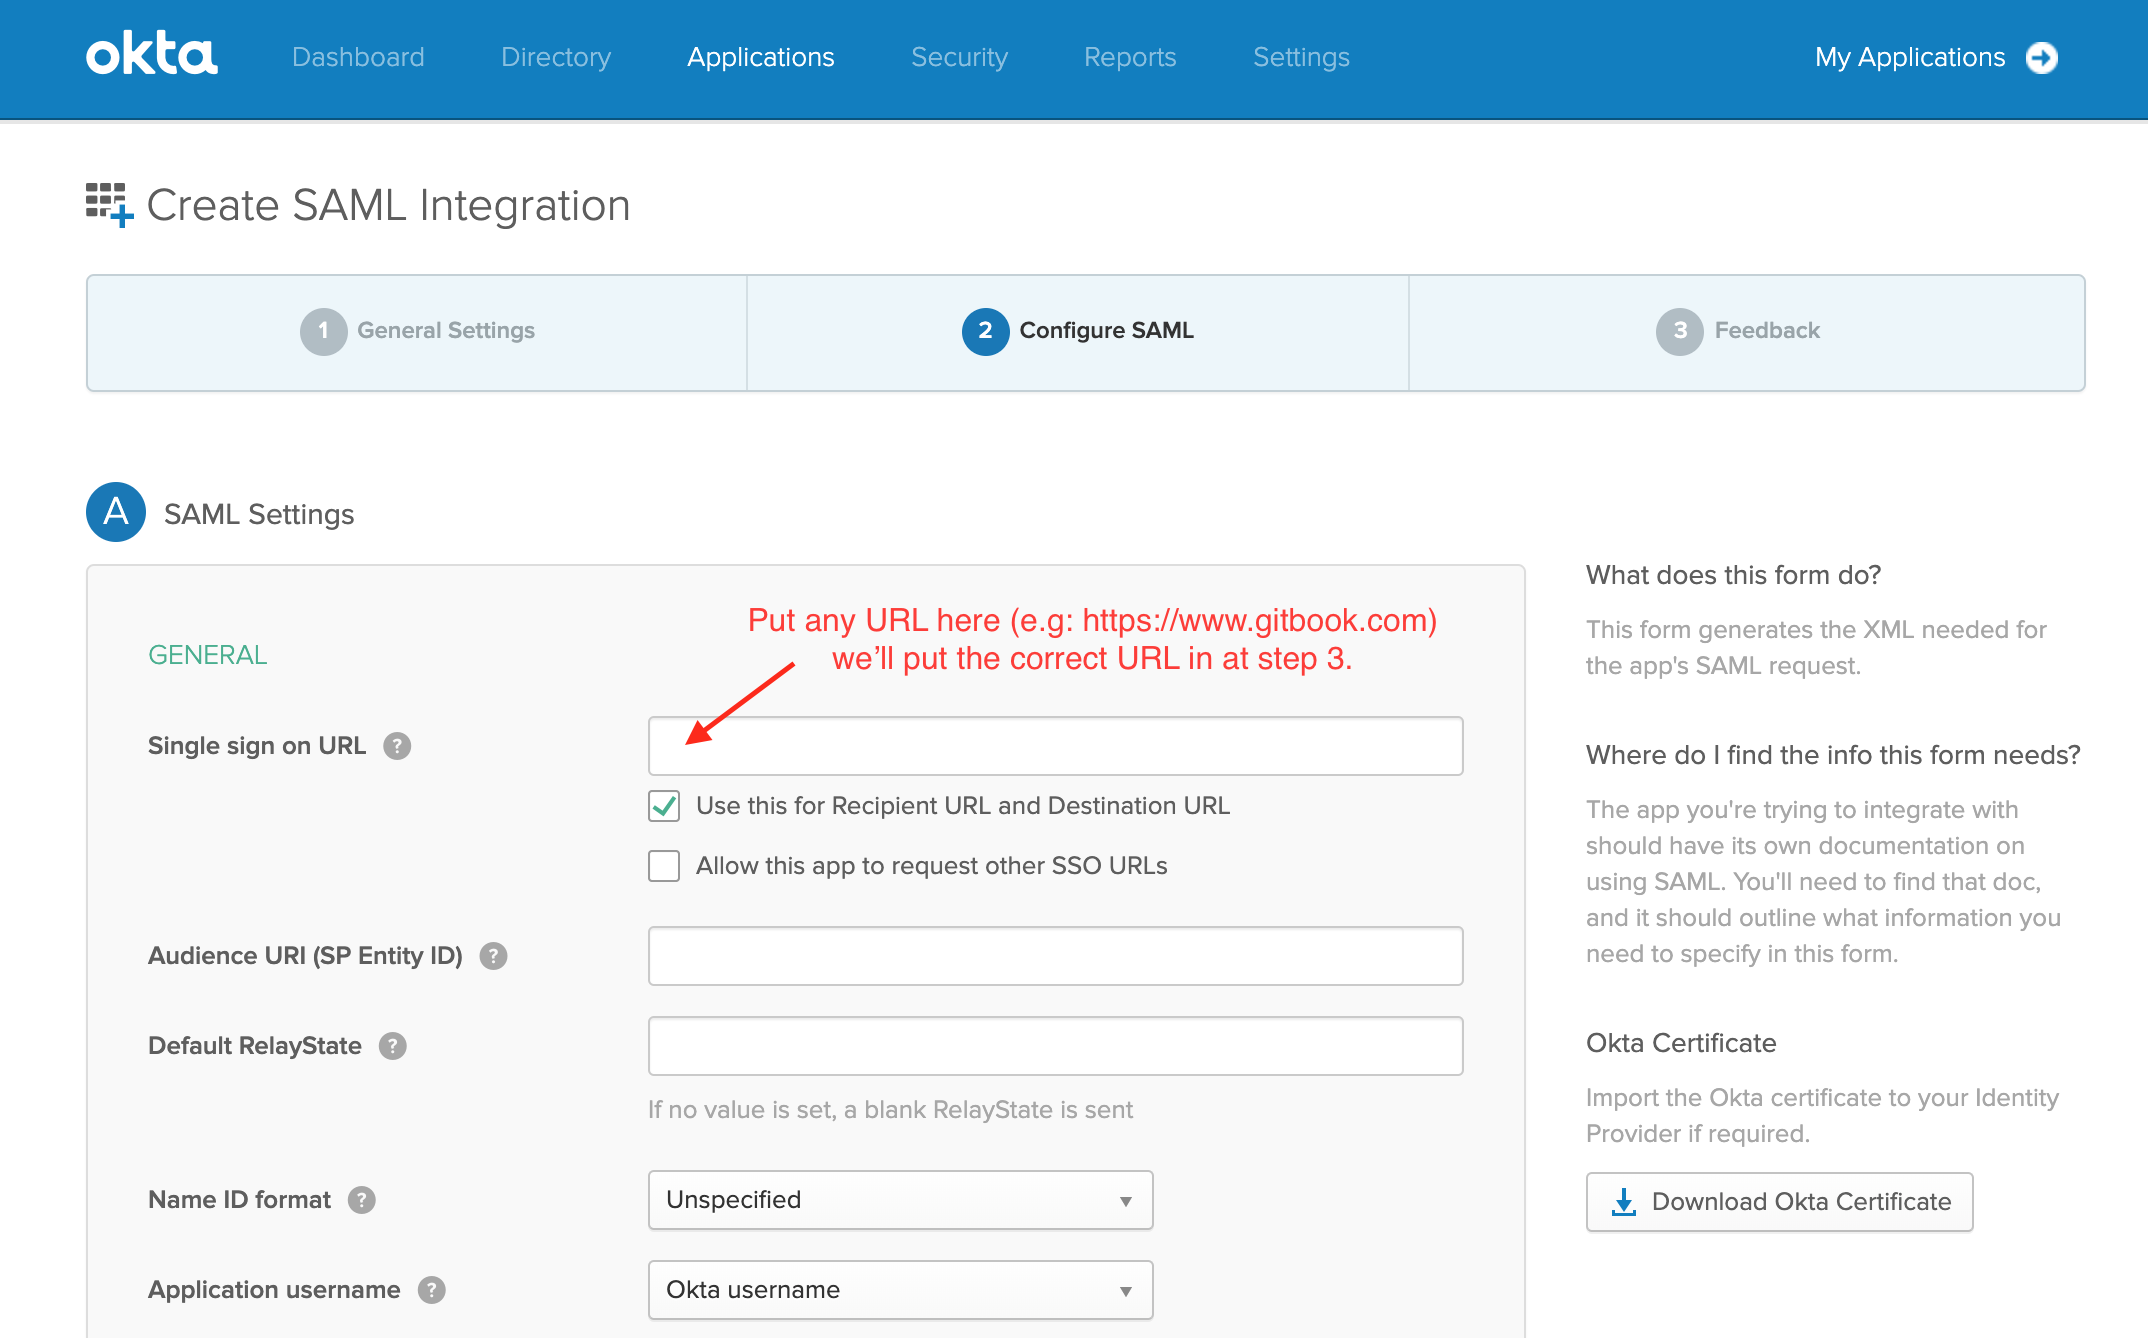 okta
Dashboard
Directory
Applications
Security
Reports
Settings
My Applications
Create SAML Integration
1 General Settings
2 Configure SAML
3 Feedback
A SAML Settings
Put any URL here (e.g: https://www.gitbook.com)
we’ll put the correct URL in at step 3.
GENERAL
Single sign on URL ?
Use this for Recipient URL and Destination URL
Allow this app to request other SSO URLs
Audience URI (SP Entity ID) ?
Default RelayState ?
If no value is set, a blank RelayState is sent
Name ID format ?
Unspecified
Application username ?
Okta username
What does this form do?
This form generates the XML needed for
the app's SAML request.
Where do I find the info this form needs?
The app you're trying to integrate with
should have its own documentation on
using SAML. You'll need to find that doc,
and it should outline what information you
need to specify in this form.
Okta Certificate
Import the Okta certificate to your Identity
Provider if required.
Download Okta Certificate